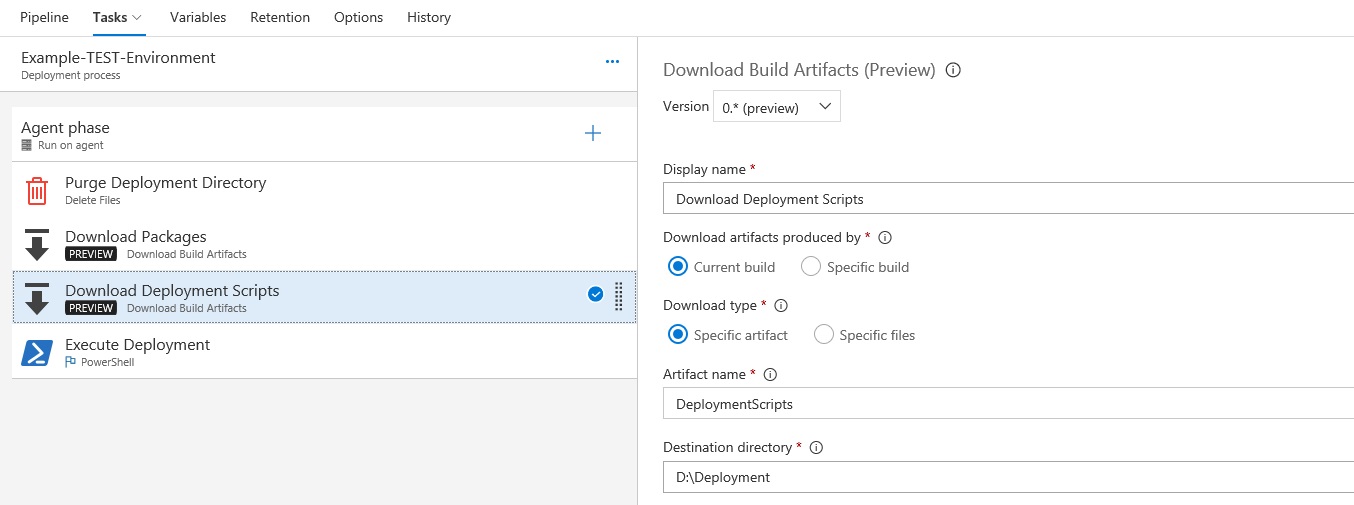 Pipeline Tasks Variables Retention Options History
Example-TEST-Environment
Deployment process
Agent phase
Run on agent
Purge Deployment Directory
Delete Files
Download Packages
PREVIEW Download Build Artifacts
Download Deployment Scripts
PREVIEW Download Build Artifacts
Execute Deployment
PowerShell
Download Build Artifacts (Preview)
Version 0.* (preview)
Display name *
Download Deployment Scripts
Download artifacts produced by *
Current build Specific build
Download type *
Specific artifact Specific files
Artifact name *
DeploymentScripts
Destination directory *
D:\Deployment